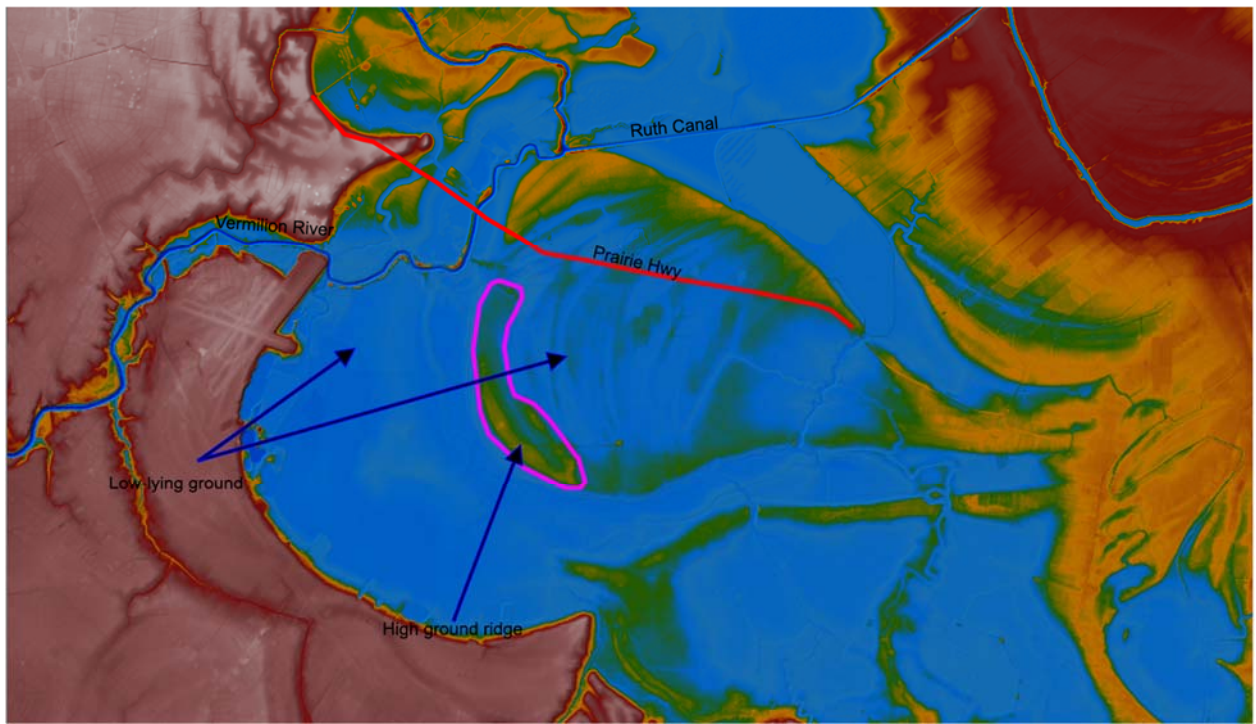 Ruth Canal
Vermilion River
Prairie Hwy
Low-lying ground
High ground ridge